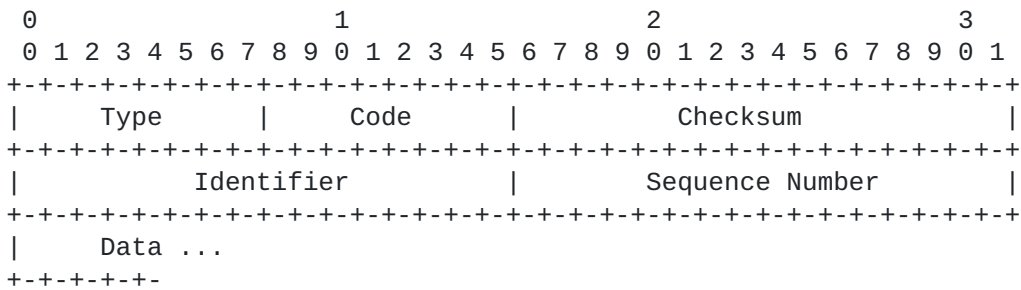 0                   1                   2                   3
 0 1 2 3 4 5 6 7 8 9 0 1 2 3 4 5 6 7 8 9 0 1 2 3 4 5 6 7 8 9 0 1
+-+-+-+-+-+-+-+-+-+-+-+-+-+-+-+-+-+-+-+-+-+-+-+-+-+-+-+-+-+-+-+-+
|     Type      |     Code      |          Checksum             |
+-+-+-+-+-+-+-+-+-+-+-+-+-+-+-+-+-+-+-+-+-+-+-+-+-+-+-+-+-+-+-+-+
|           Identifier          |        Sequence Number        |
+-+-+-+-+-+-+-+-+-+-+-+-+-+-+-+-+-+-+-+-+-+-+-+-+-+-+-+-+-+-+-+-+
|     Data ...
+-+-+-+-+-